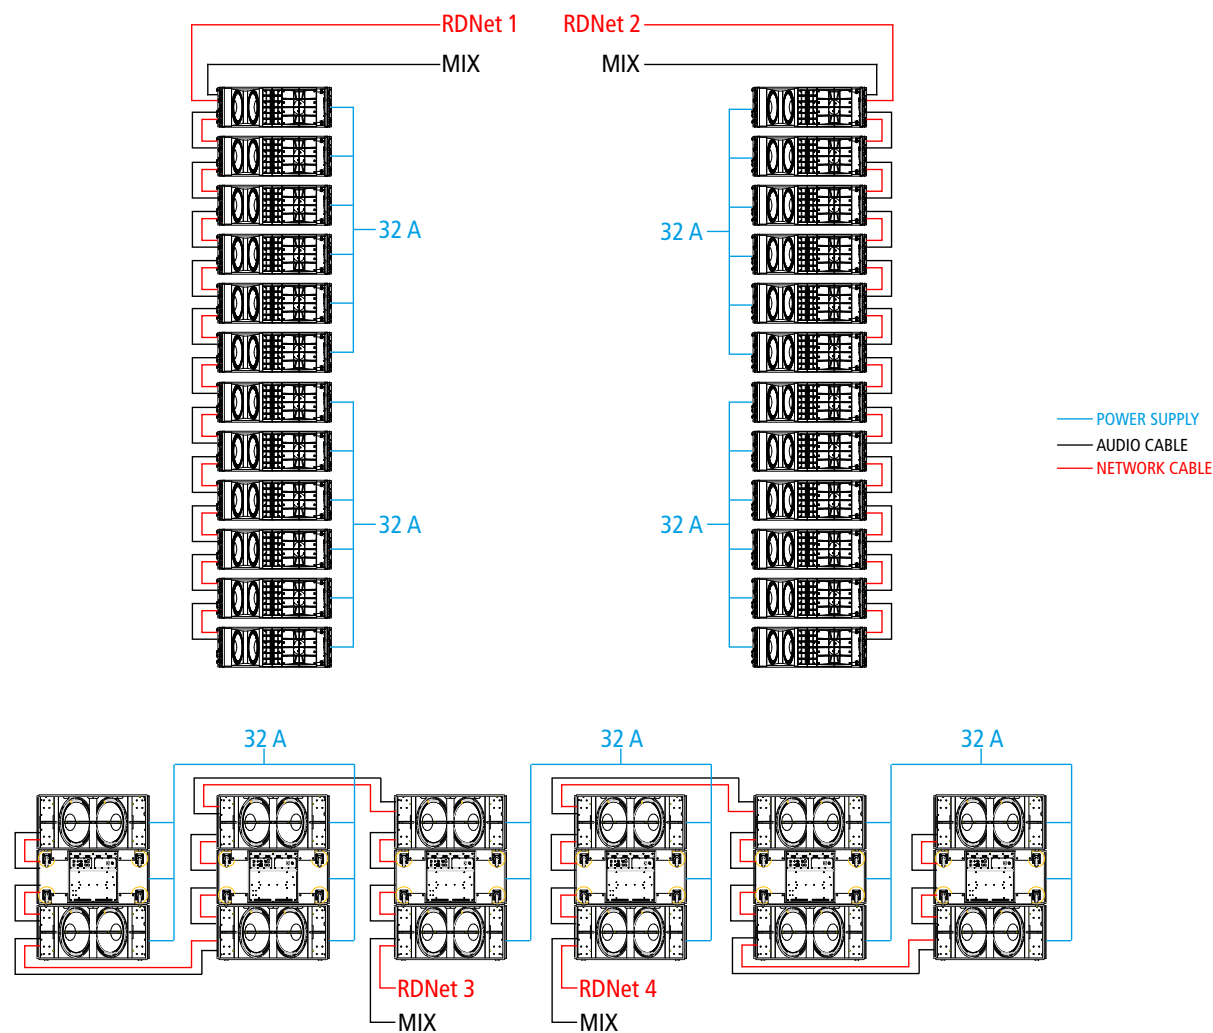 RDNet 1
RDNet 2
MIX
MIX
32 A
32 A
POWER SUPPLY
AUDIO CABLE
NETWORK CABLE
32 A
32 A
32 A
32 A
32 A
RDNet 3
RDNet 4
MIX
MIX